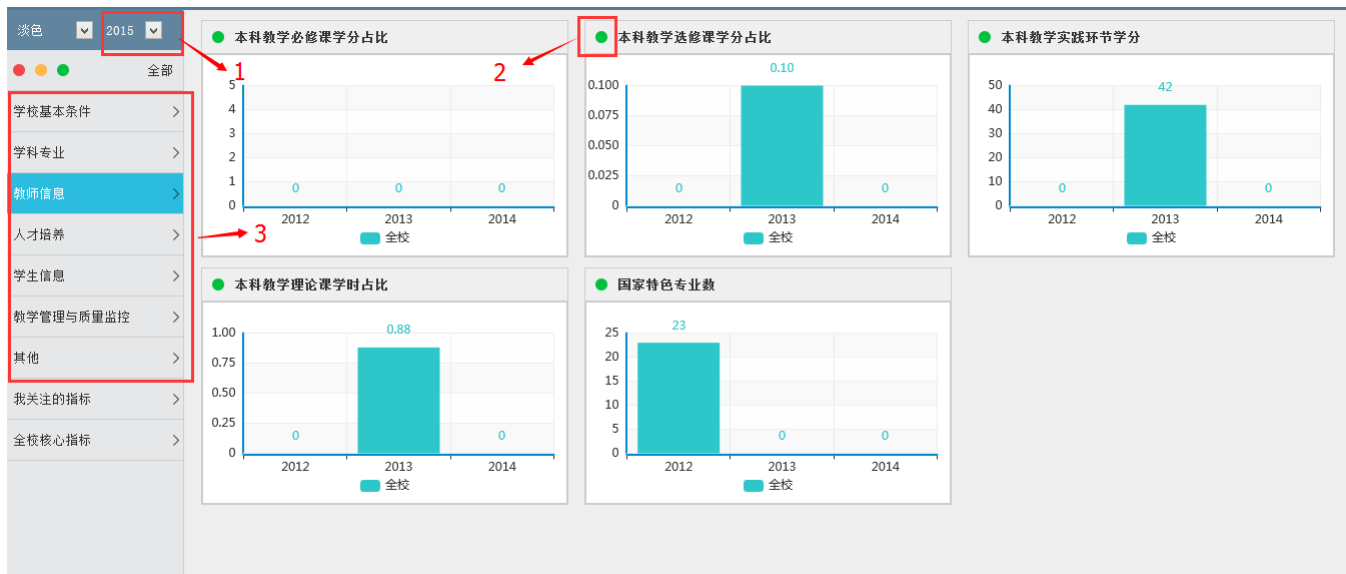 淡色 2015
全部
学校基本条件
学科专业
教师信息
人才培养
学生信息
教学管理与质量监控
其他
我关注的指标
全校核心指标
1
2
3
本科教学必修课学分占比
5
4
3
2
1
0
0 0 0
2012 2013 2014
全校
本科教学选修课学分占比
0.10
0.100
0.075
0.050
0.025
0
0 0
2012 2013 2014
全校
本科教学实践环节学分
42
50
40
30
20
10
0
0 0
2012 2013 2014
全校
本科教学理论课学时占比
0.88
1.00
0.75
0.50
0.25
0
0 0
2012 2013 2014
全校
国家特色专业数
23
25
20
15
10
5
0
0 0
2012 2013 2014
全校